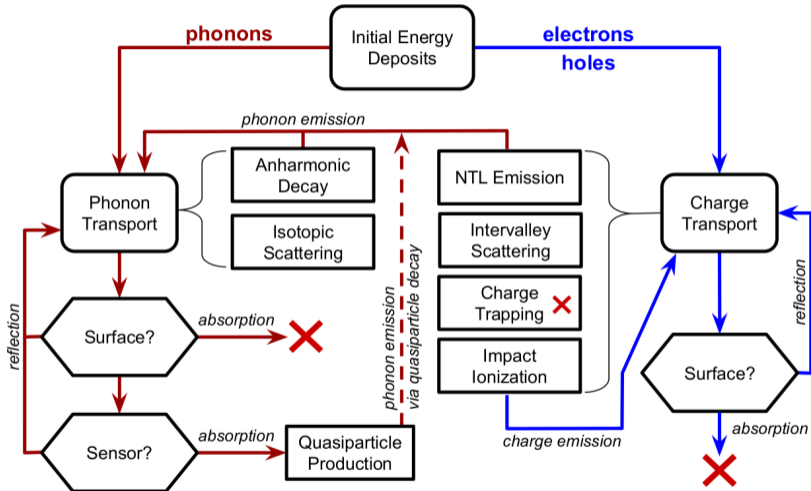 phonons
Initial Energy
Deposits
electrons
holes
phonon emission
Anharmonic
Decay
NTL Emission
Phonon
Transport
Charge
Transport
Isotopic
Scattering
Intervalley
Scattering
Charge
Trapping
phonon emission
via quasiparticle decay
reflection
reflection
Surface?
absorption
Impact
Ionization
Surface?
Sensor?
absorption
Quasiparticle
Production
charge emission
absorption